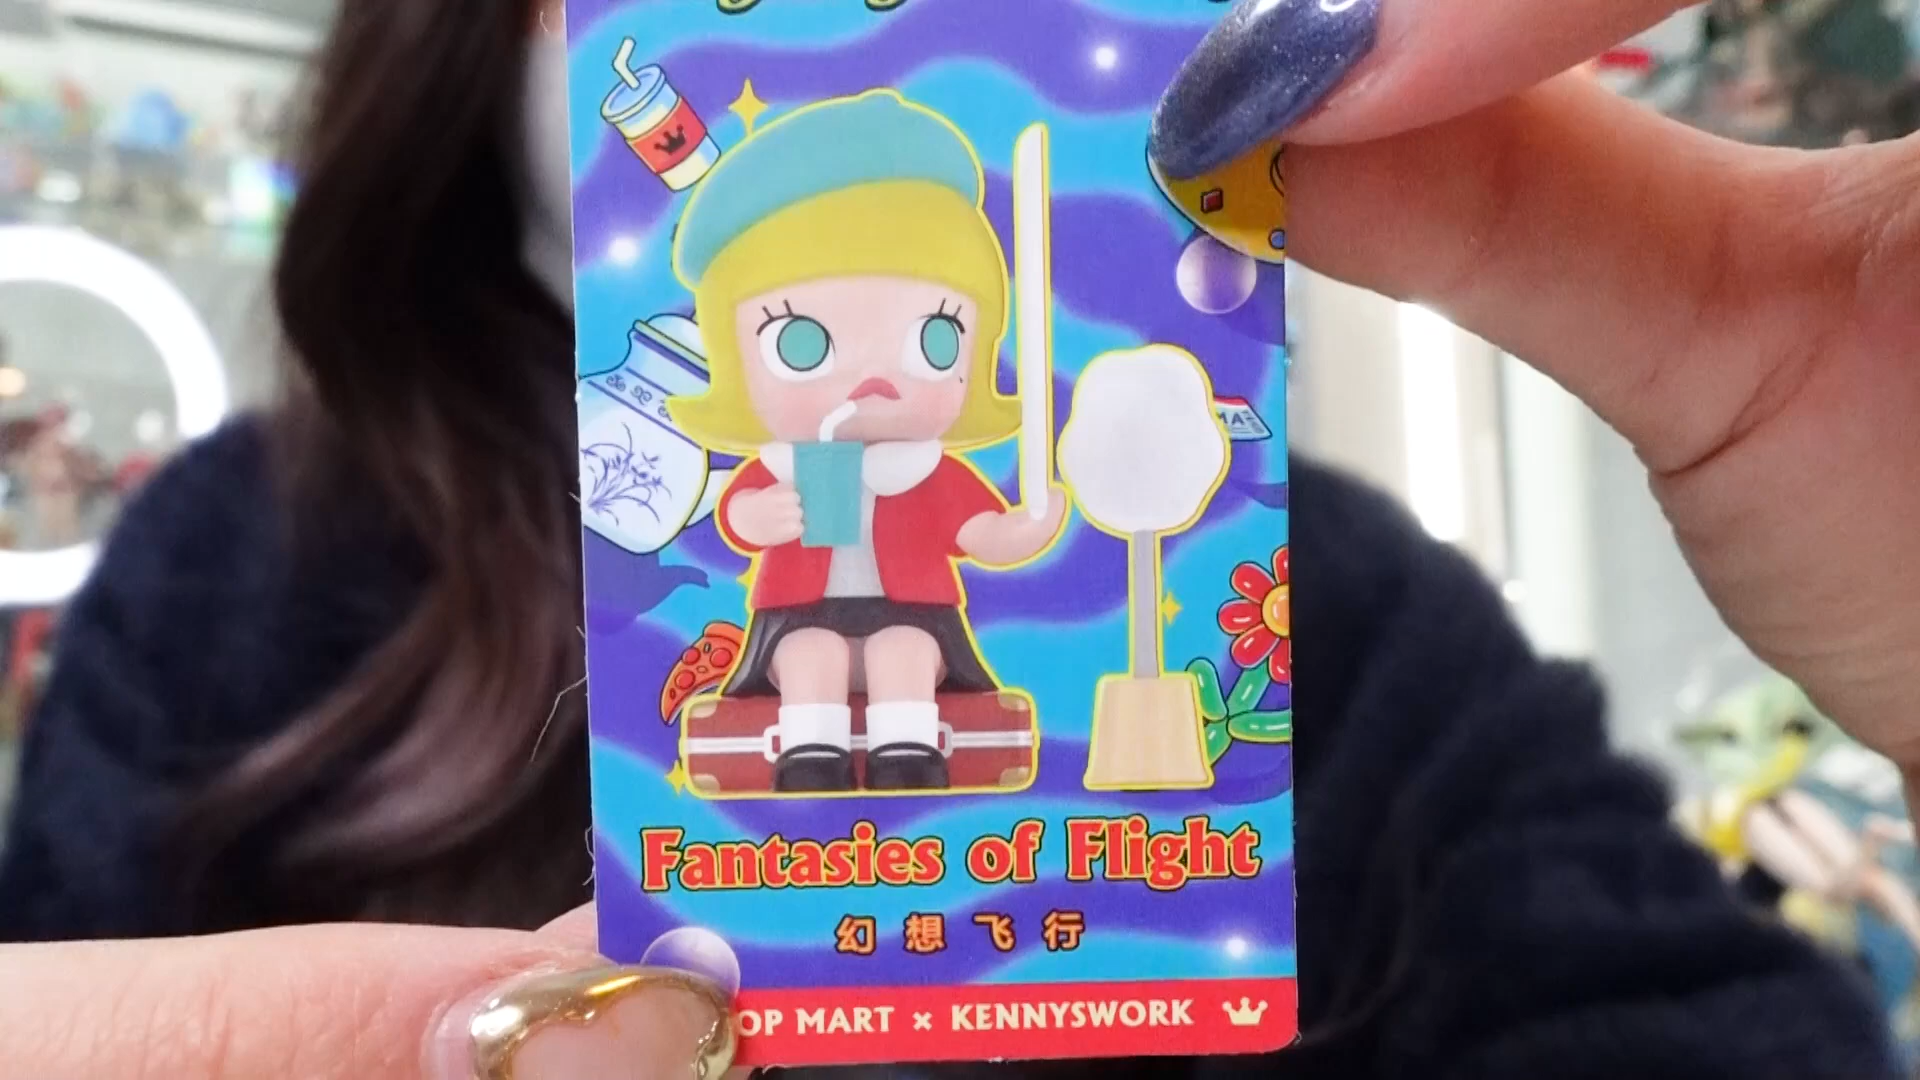 Fantasies of Flight
幻想飞行
OP MART × KENNYSWORK